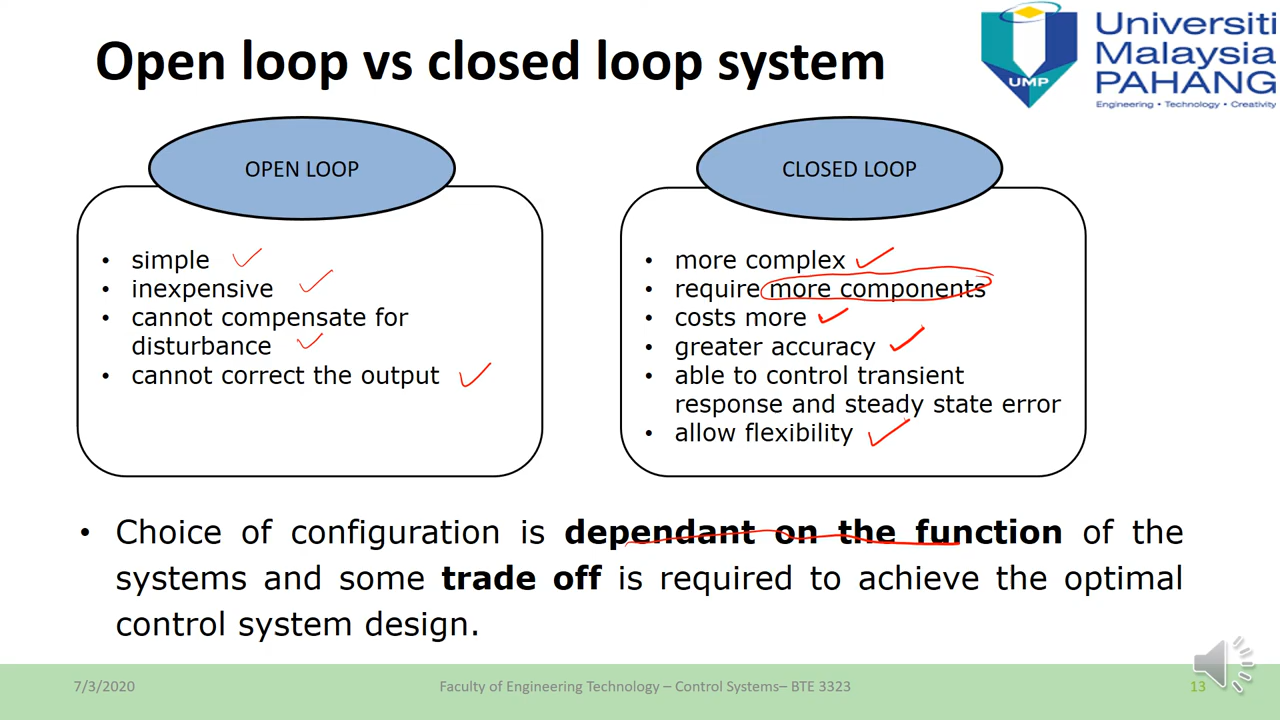 Open loop vs closed loop system
UMP
Universiti
Malaysia
PAHANG
Engineering • Technology • Creativity
OPEN LOOP
• simple
• inexpensive
• cannot compensate for
disturbance
• cannot correct the output
CLOSED LOOP
• more complex
• require more components
• costs more
• greater accuracy
• able to control transient
response and steady state error
• allow flexibility
• Choice of configuration is dependant on the function of the
systems and some trade off is required to achieve the optimal
control system design.
7/3/2020
Faculty of Engineering Technology – Control Systems– BTE 3323
13